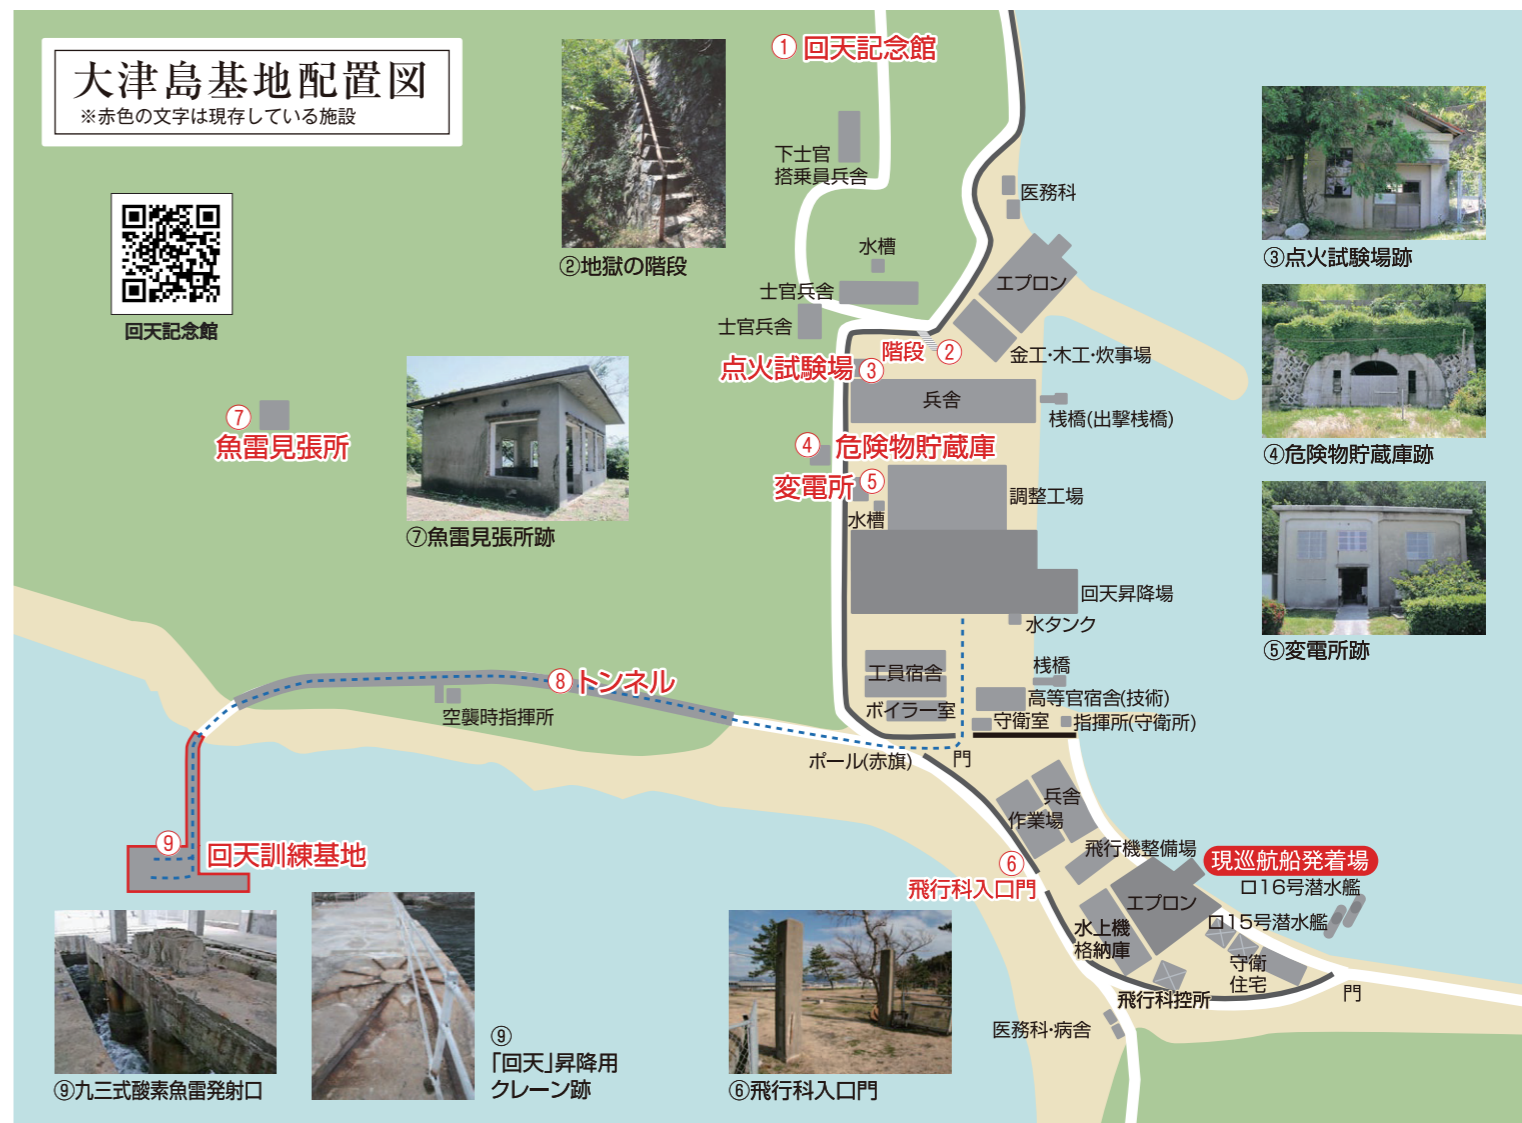 大津島基地配置図
※赤色の文字は現存している施設
回天記念館
① 回天記念館
下士官
搭乗員兵舎
水槽
士官兵舎
士官兵舎
②地獄の階段
医務科
エプロン
金工・木工・炊事場
階段 ②
点火試験場 ③
兵舎
桟橋(出撃桟橋)
④ 危険物貯蔵庫
変電所 ⑤
水槽
調整工場
回天昇降場
水タンク
③点火試験場跡
④危険物貯蔵庫跡
⑤変電所跡
⑦
魚雷見張所
⑦魚雷見張所跡
⑧トンネル
空襲時指揮所
工員宿舎
ボイラー室
桟橋
高等官宿舎(技術)
守衛室
指揮所(守衛所)
ポール(赤旗)
門
兵舎
作業場
飛行機整備場
⑥
飛行科入口門
現巡航船発着場
ロ16号潜水艦
ロ15号潜水艦
エプロン
水上機
格納庫
守衛
住宅
飛行科控所
門
医務科・病舎
⑨
回天訓練基地
⑨九三式酸素魚雷発射口
⑨
「回天」昇降用
クレーン跡
⑥飛行科入口門